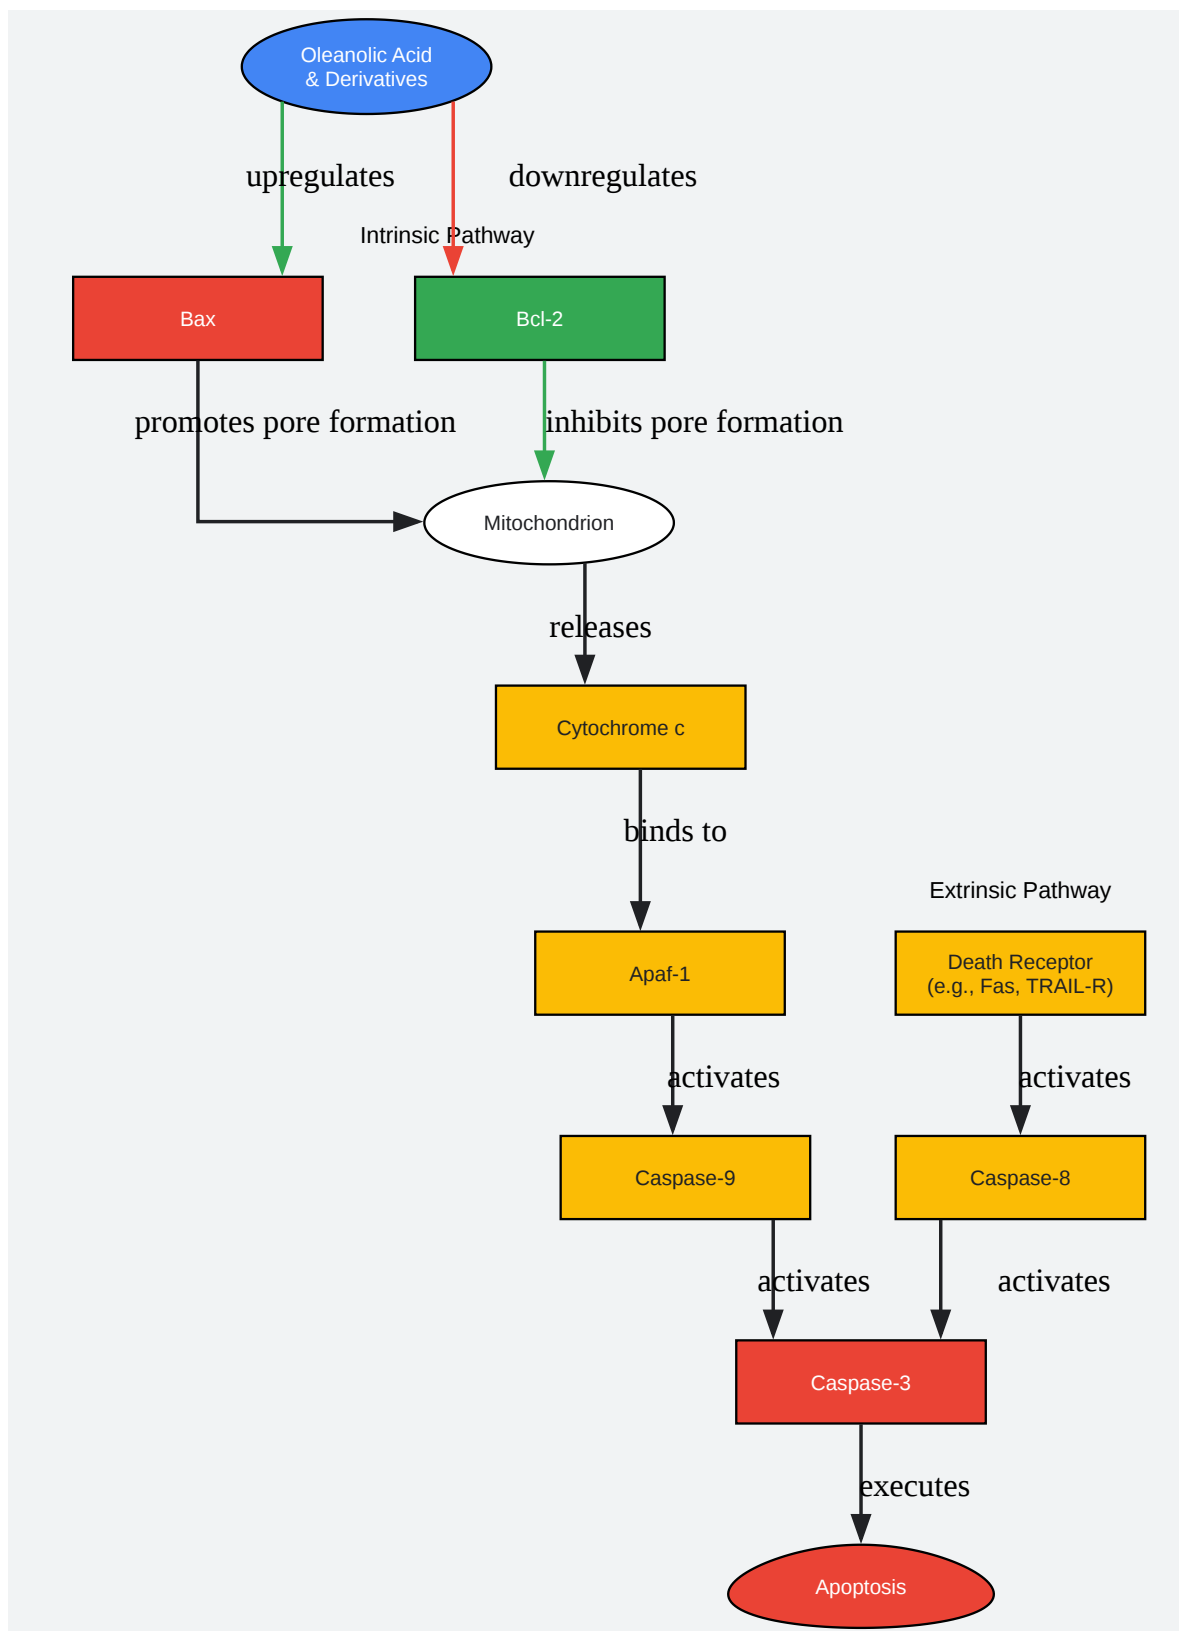 Oleanolic Acid
& Derivatives
upregulates
downregulates
Intrinsic Pathway
Bax
Bcl-2
promotes pore formation
inhibits pore formation
Mitochondrion
releases
Cytochrome c
binds to
Extrinsic Pathway
Apaf-1
Death Receptor
(e.g., Fas, TRAIL-R)
activates
activates
Caspase-9
Caspase-8
activates
activates
Caspase-3
executes
Apoptosis